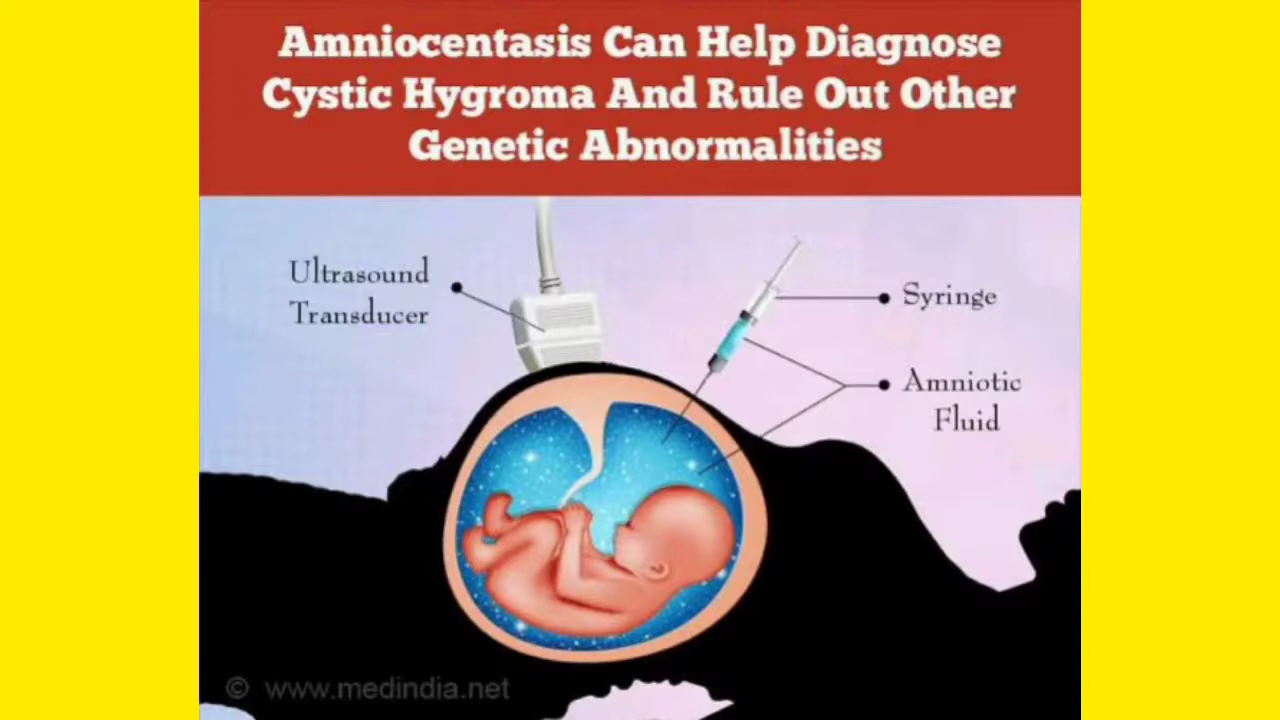 Amniocentasis Can Help Diagnose
Cystic Hygroma And Rule Out Other
Genetic Abnormalities
Ultrasound
Transducer
Syringe
Amniotic
Fluid
© www.medindia.net